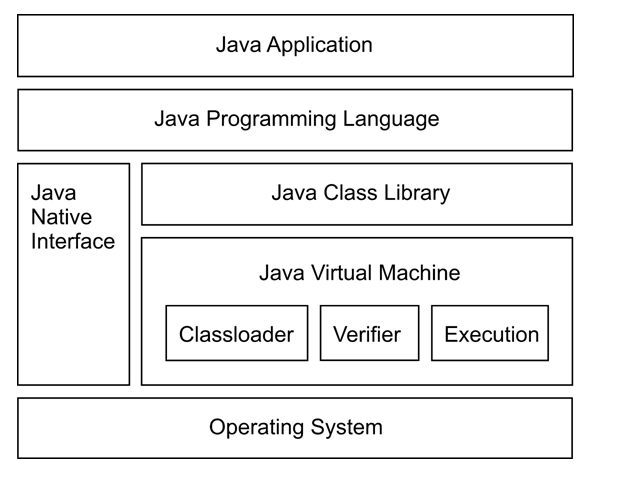 Java Application
Java Programming Language
Java
Native
Interface
Java Class Library
Java Virtual Machine
Classloader
Verifier
Execution
Operating System